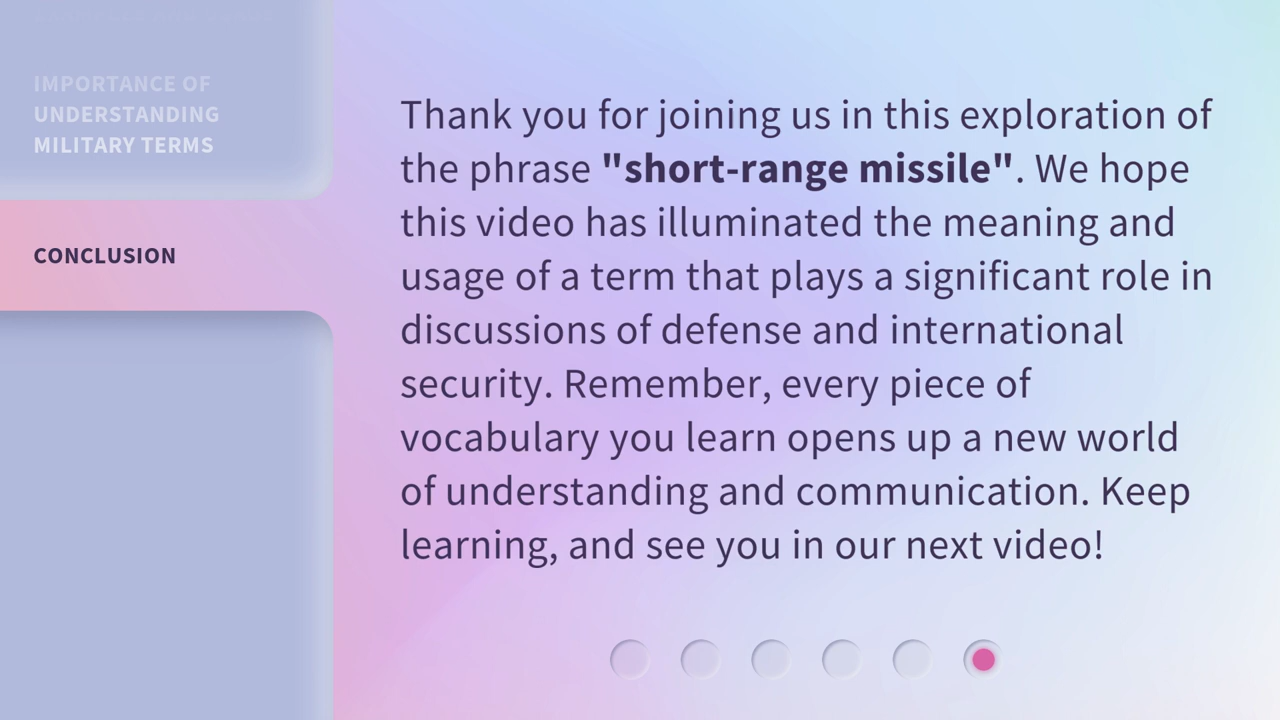 IMPORTANCE OF
UNDERSTANDING
MILITARY TERMS
CONCLUSION
Thank you for joining us in this exploration of
the phrase "short-range missile". We hope
this video has illuminated the meaning and
usage of a term that plays a significant role in
discussions of defense and international
security. Remember, every piece of
vocabulary you learn opens up a new world
of understanding and communication. Keep
learning, and see you in our next video!